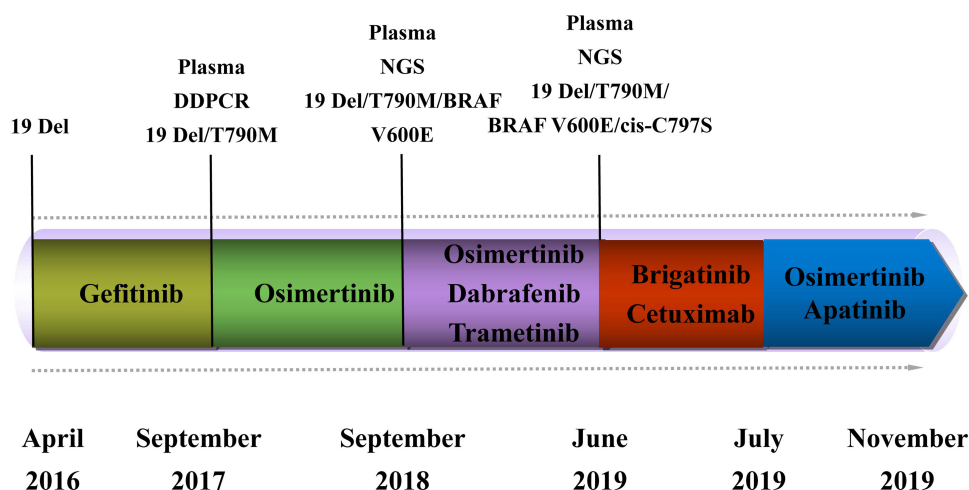 19 Del
Plasma
DDPCR
19 Del/T790M
Plasma
NGS
19 Del/T790M/BRAF
V600E
Plasma
NGS
19 Del/T790M/
BRAF V600E/cis-C797S
Gefitinib
Osimertinib
Osimertinib
Dabrafenib
Trametinib
Brigatinib
Cetuximab
Osimertinib
Apatinib
April
2016
September
2017
September
2018
June
2019
July
2019
November
2019